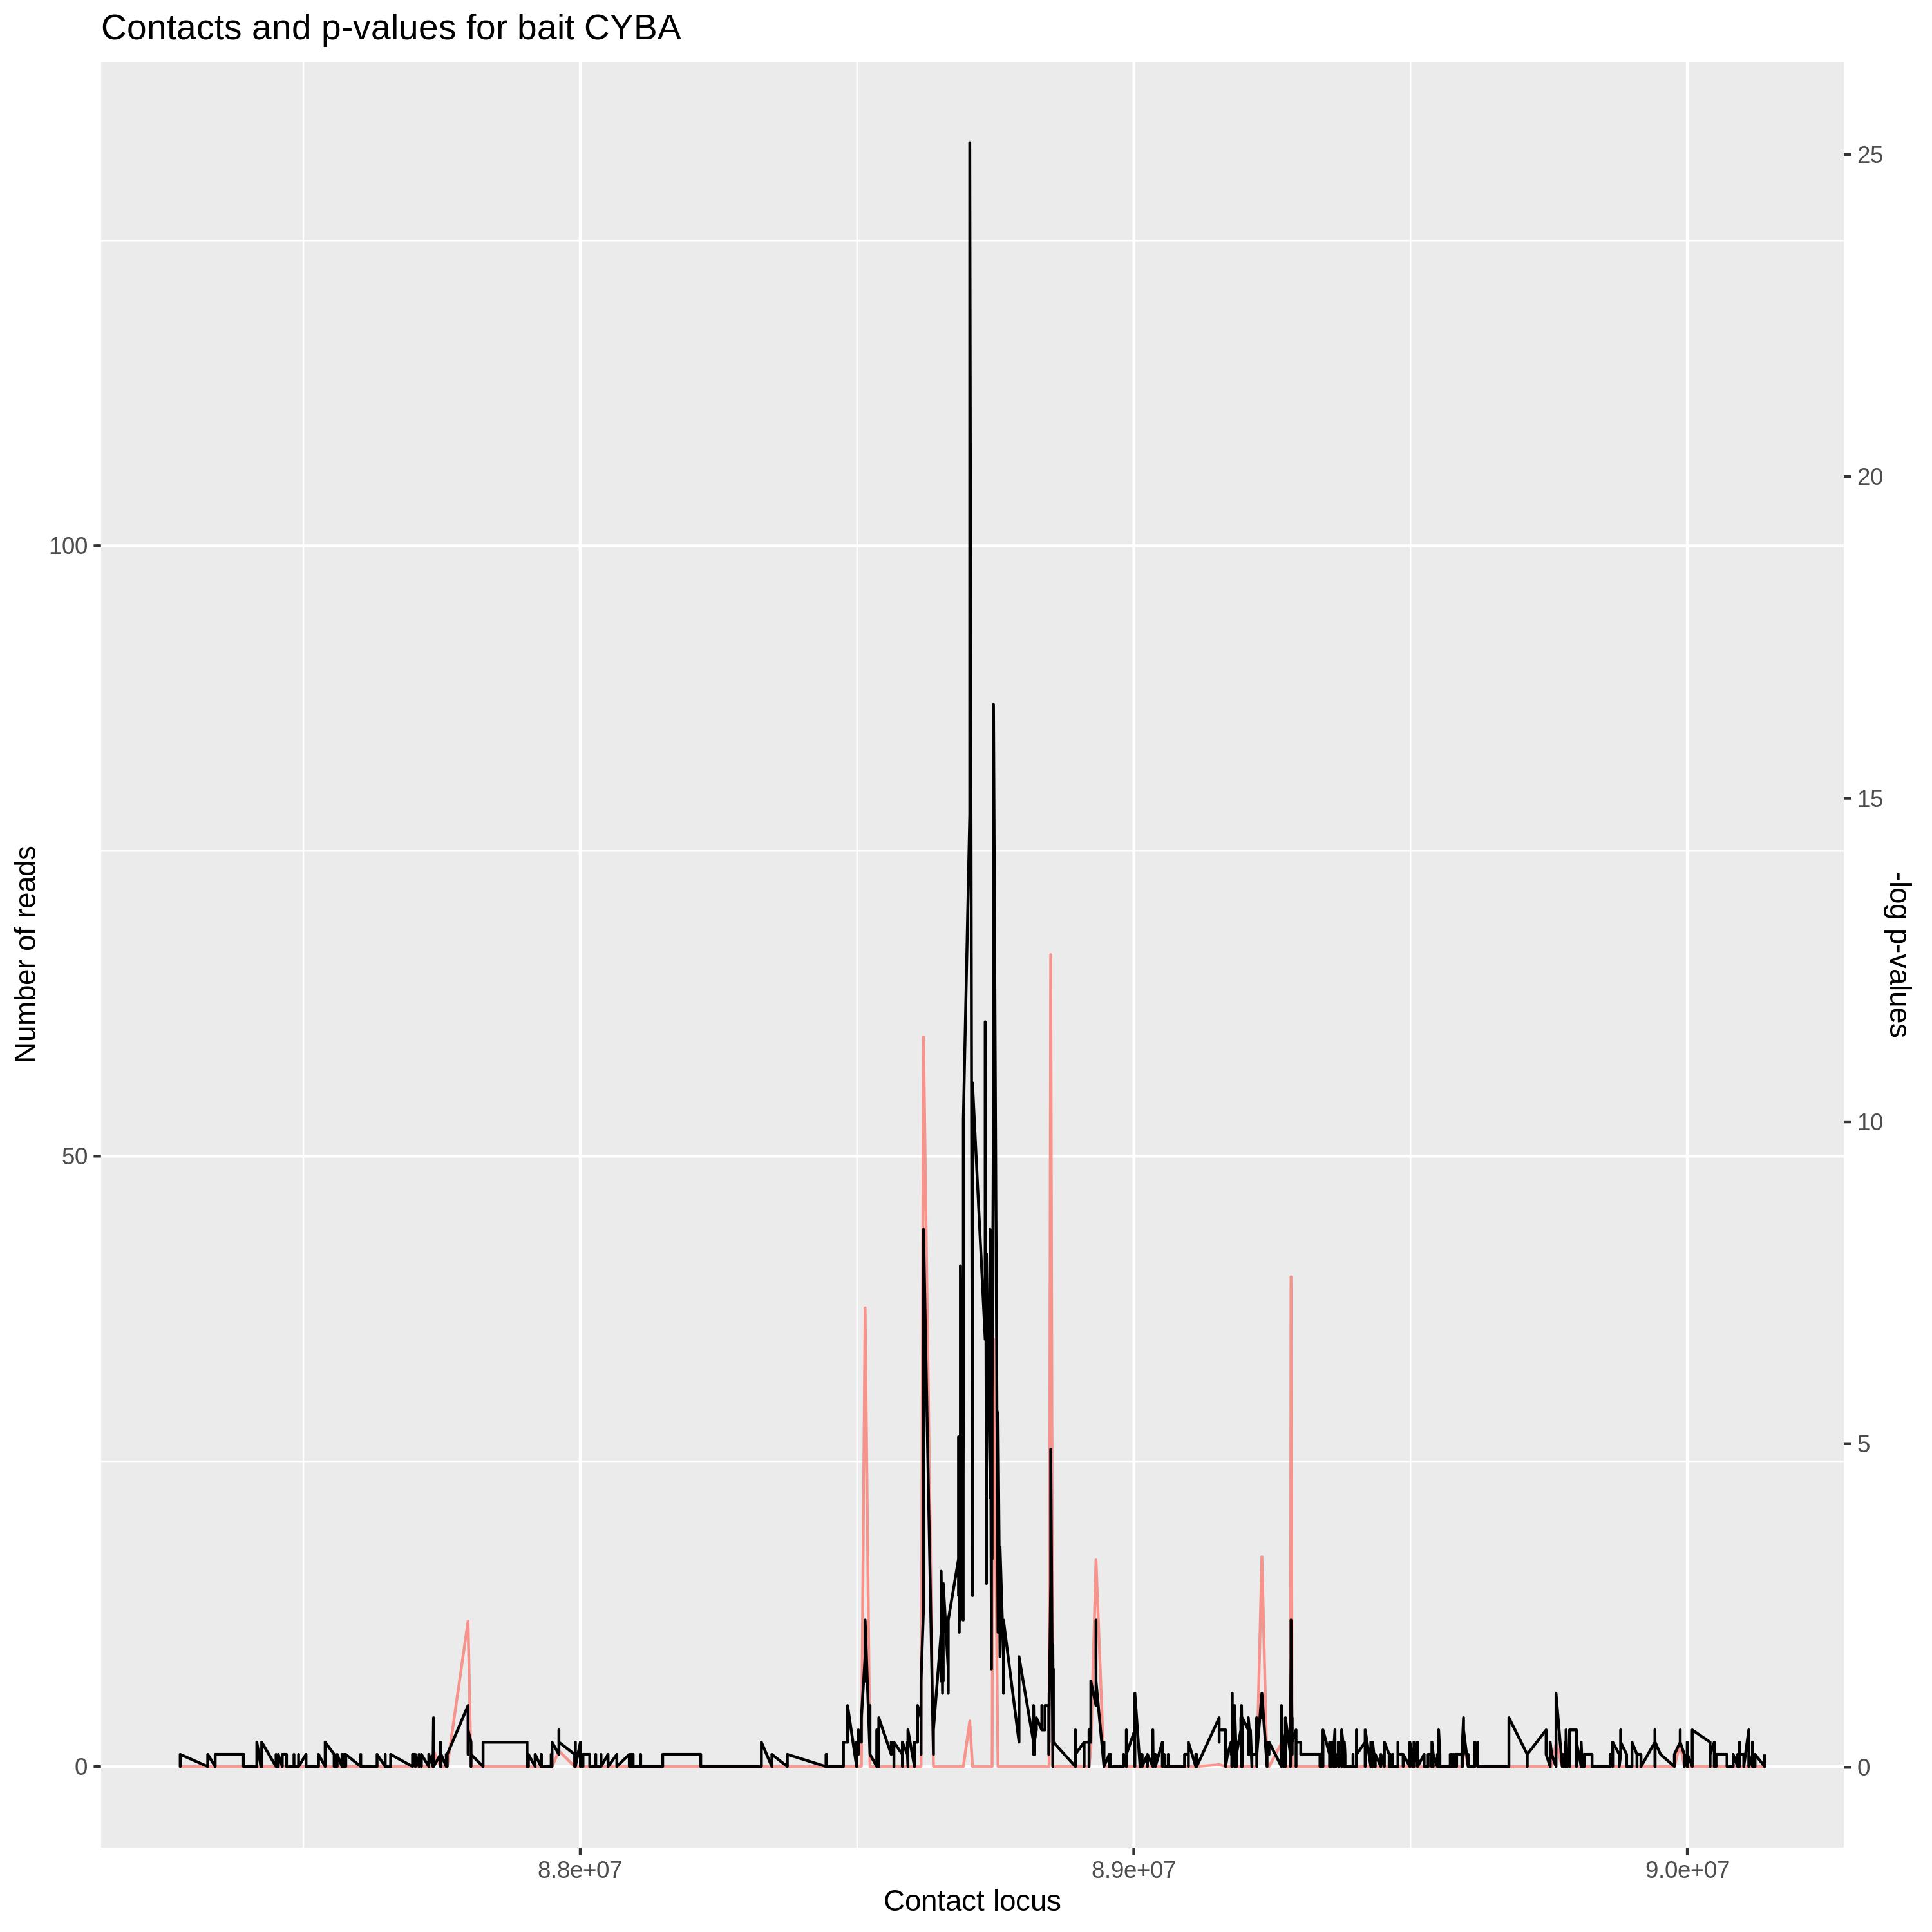 Contacts and p-values for bait CYBA
25
20
100
15
Number of reads
-log p-values
50
10
5
0
0
8.8e+07
8.9e+07
9.0e+07
Contact locus